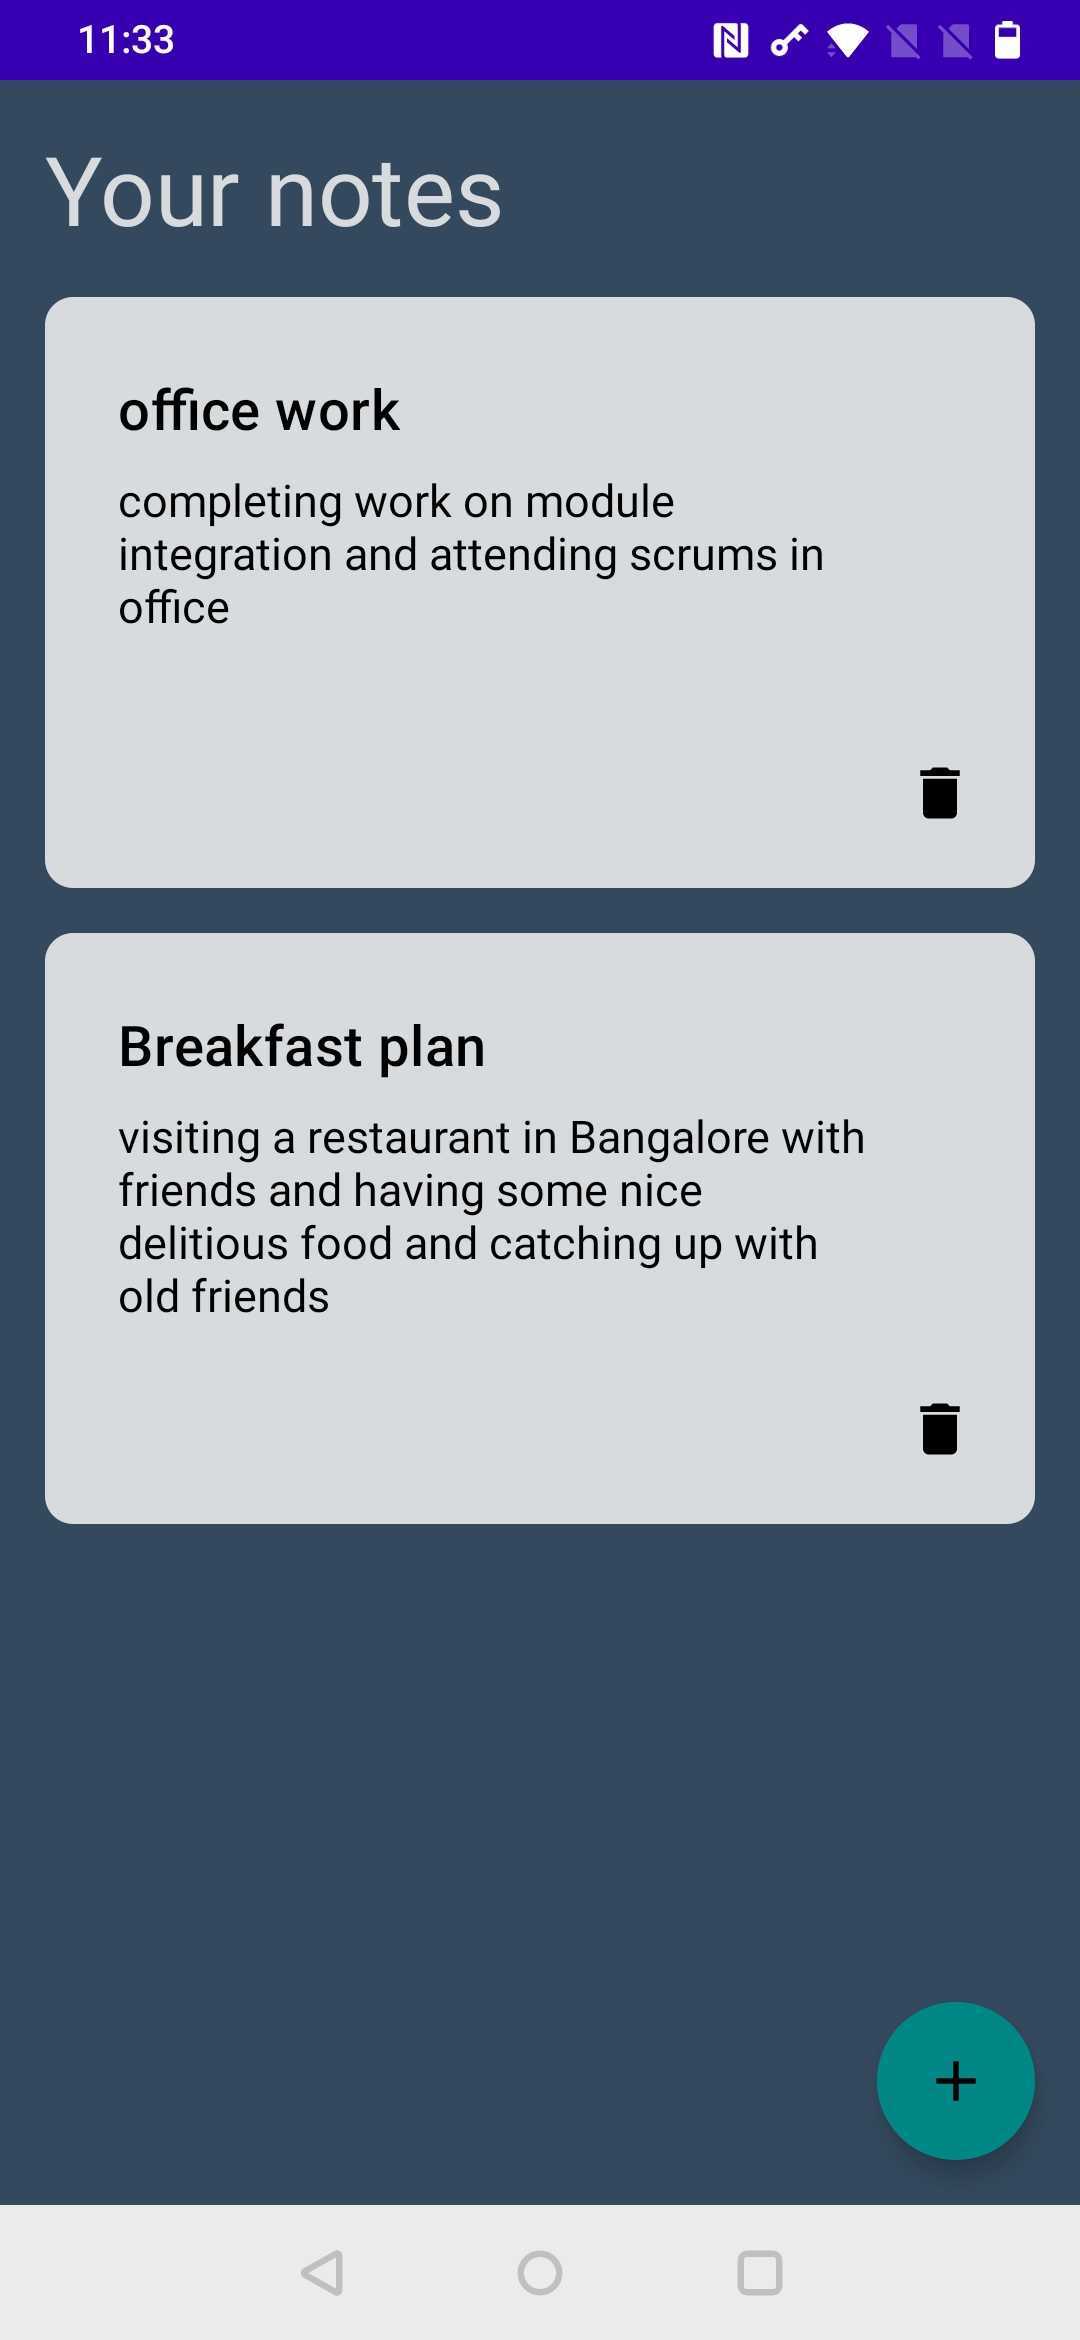 11:33
Your notes
office work
completing work on module
integration and attending scrums in
office
Breakfast plan
visiting a restaurant in Bangalore with
friends and having some nice
delitious food and catching up with
old friends